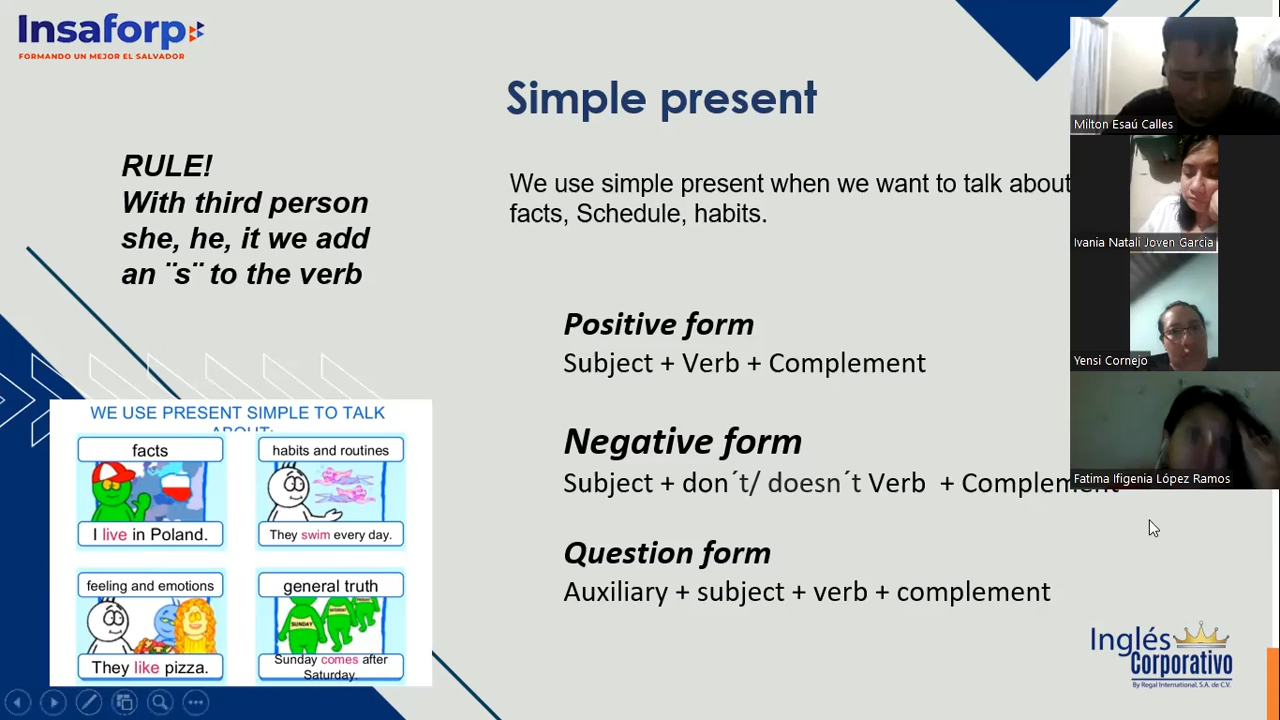 Insaforp
FORMANDO UN MEJOR EL SALVADOR
Simple present
RULE!
With third person
she, he, it we add
an ¨s¨ to the verb
We use simple present when we want to talk about
facts, Schedule, habits.
Positive form
Subject + Verb + Complement
Negative form
Subject + don´t/ doesn´t Verb + Complement
Question form
Auxiliary + subject + verb + complement
WE USE PRESENT SIMPLE TO TALK
ABOUT:
facts
I live in Poland.
habits and routines
They swim every day.
feeling and emotions
They like pizza.
general truth
SUNDAY
Sunday comes after
Saturday.
Milton Esaú Calles
Ivania Natali Joven Garcia
Yensi Cornejo
Fatima Ifigenia López Ramos
Inglés
Corporativo
By Regal International, S.A. de C.V.